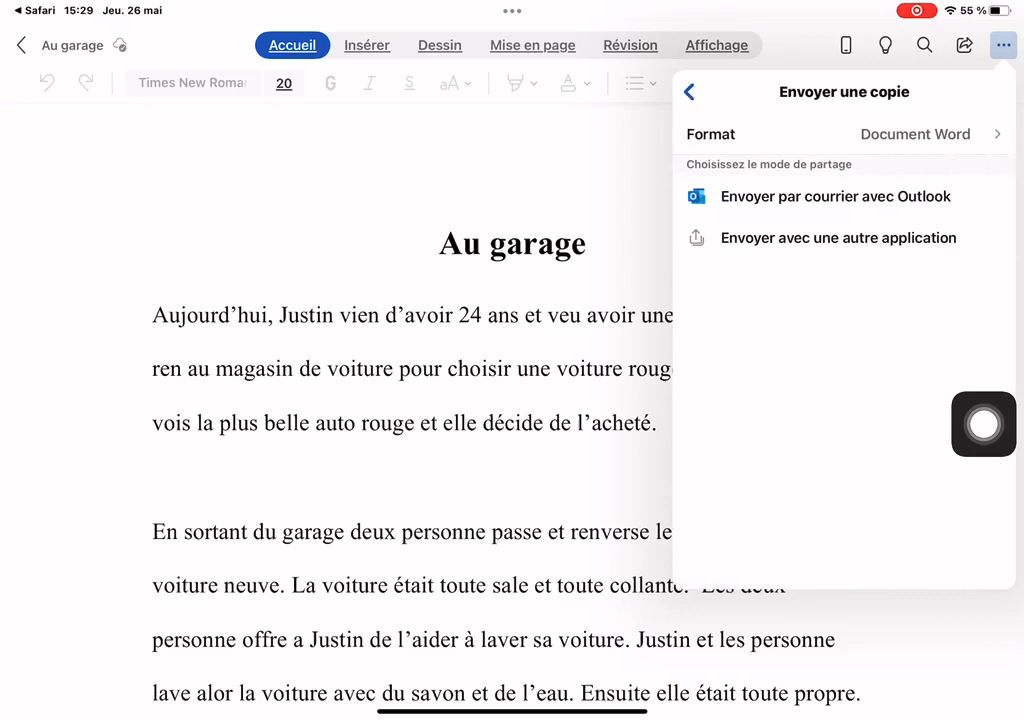 Safari 15:29 Jeu. 26 mai
55 %
Au garage
Accueil Insérer Dessin Mise en page Révision Affichage
Times New Roma 20 G I S aA A
Envoyer une copie
Format Document Word
Choisissez le mode de partage
Envoyer par courrier avec Outlook
Envoyer avec une autre application
Au garage
Aujourd'hui, Justin vien d'avoir 24 ans et veu avoir une
ren au magasin de voiture pour choisir une voiture roug
vois la plus belle auto rouge et elle décide de l'acheté.
En sortant du garage deux personne passe et renverse le
voiture neuve. La voiture était toute sale et toute collante. Les deux
personne offre a Justin de l'aider à laver sa voiture. Justin et les personne
lave alor la voiture avec du savon et de l'eau. Ensuite elle était toute propre.